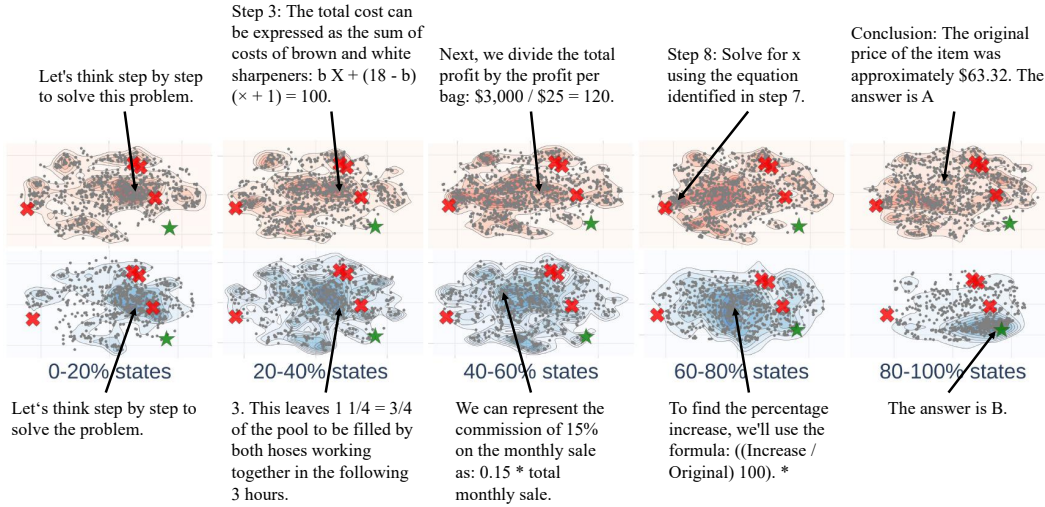 Let's think step by step
to solve this problem.
Step 3: The total cost can
be expressed as the sum of
costs of brown and white
sharpeners: b X + (18 - b)
(× + 1) = 100.
Next, we divide the total
profit by the profit per
bag: $3,000 / $25 = 120.
Step 8: Solve for x
using the equation
identified in step 7.
Conclusion: The original
price of the item was
approximately $63.32. The
answer is A
0-20% states
20-40% states
40-60% states
60-80% states
80-100% states
Let‘s think step by step to
solve the problem.
3. This leaves 1 1/4 = 3/4
of the pool to be filled by
both hoses working
together in the following
3 hours.
We can represent the
commission of 15%
on the monthly sale
as: 0.15 * total
monthly sale.
To find the percentage
increase, we'll use the
formula: ((Increase /
Original) 100). *
The answer is B.